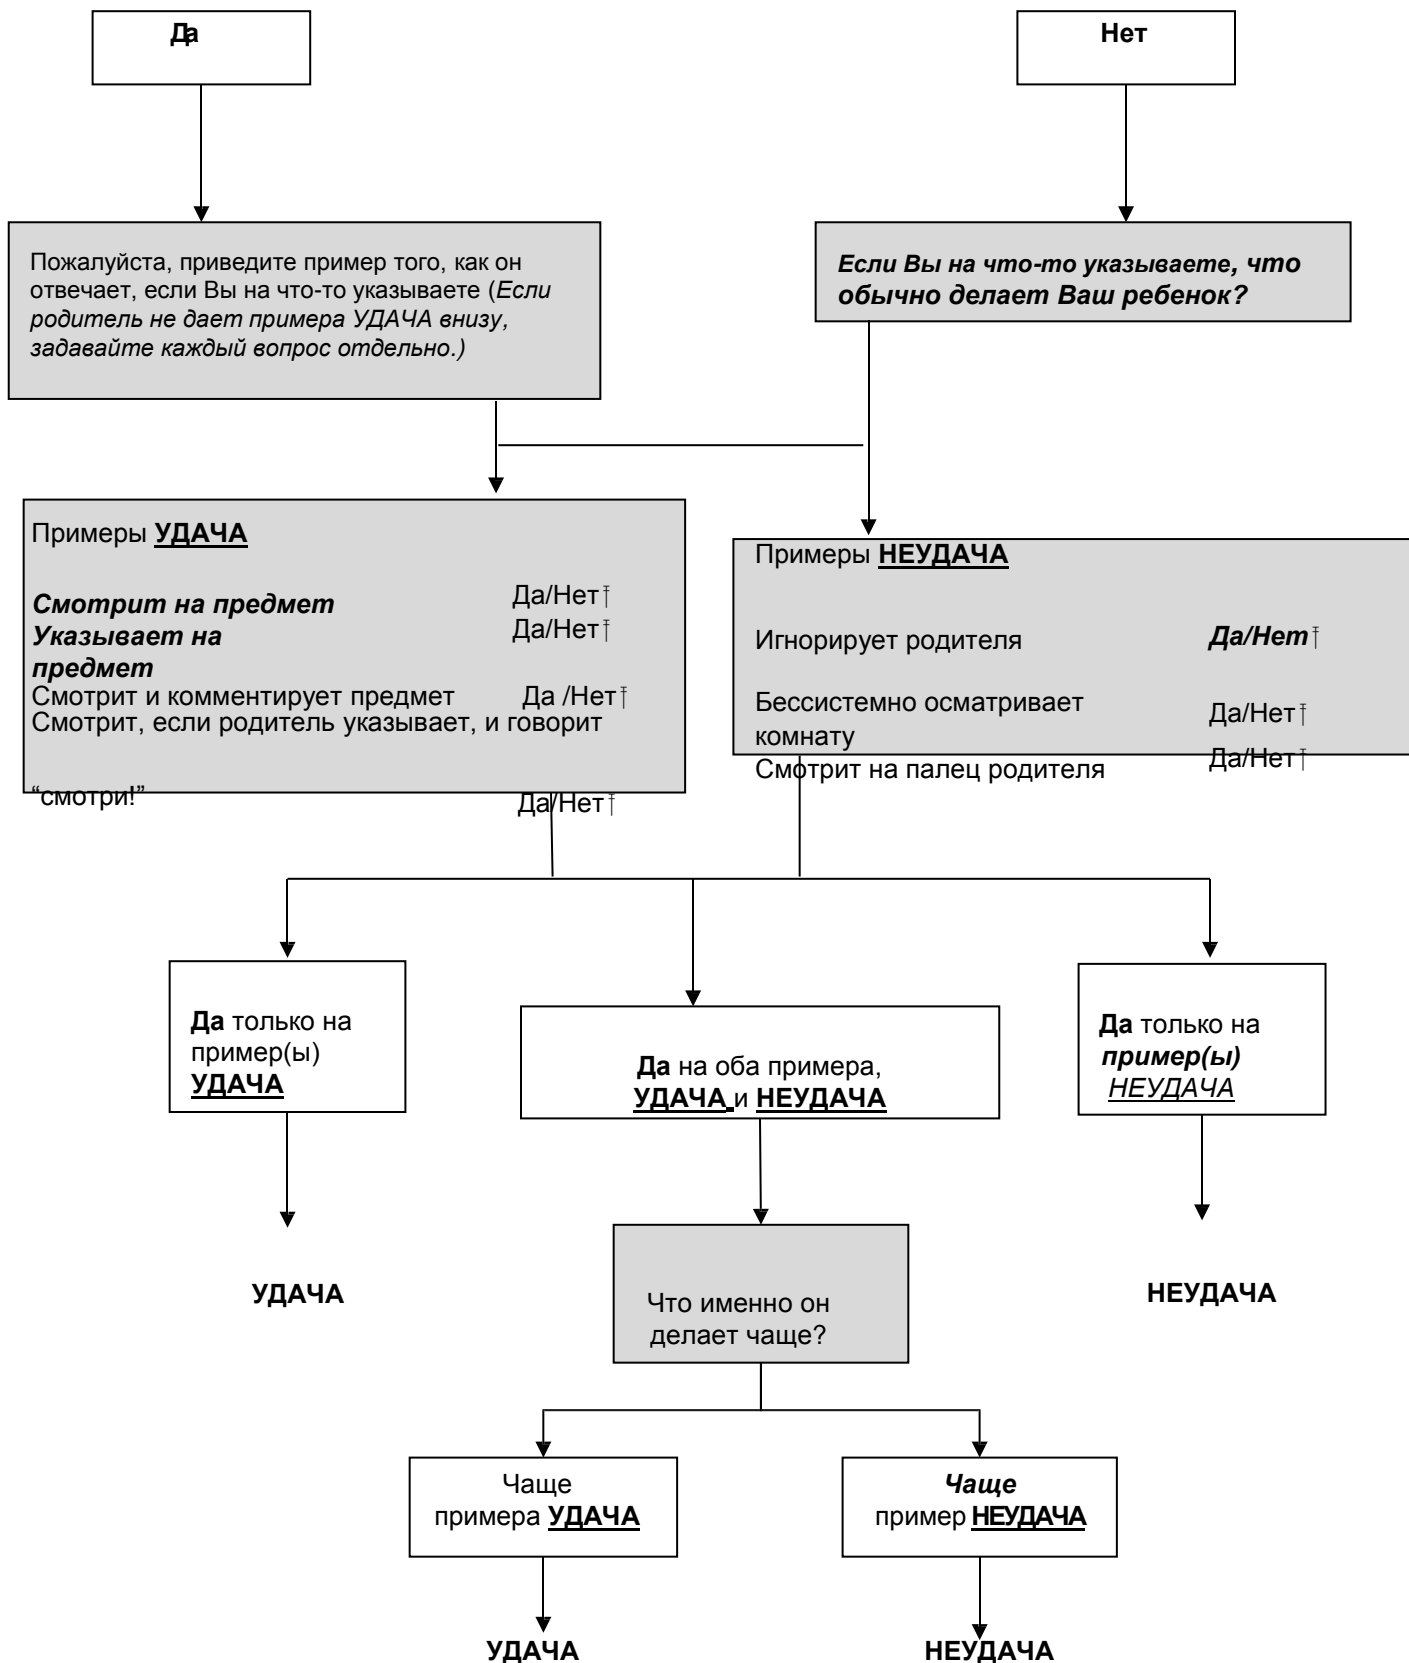 Да
Нет
Пожалуйста, приведите пример того, как он
отвечает, если Вы на что-то указываете (Если
родитель не дает примера УДАЧА внизу,
задавайте каждый вопрос отдельно.)
Если Вы на что-то указываете, что
обычно делает Ваш ребенок?
Примеры УДАЧА
Смотрит на предмет Да/Нет
Указывает на Да/Нет
предмет
Смотрит и комментирует предмет Да /Нет
Смотрит, если родитель указывает, и говорит
“смотри!” Да/Нет
Примеры НЕУДАЧА
Игнорирует родителя Да/Нет
Бессистемно осматривает Да/Нет
комнату
Смотрит на палец родителя Да/Нет
Да только на
пример(ы)
УДАЧА
Да на оба примера,
УДАЧА и НЕУДАЧА
Да только на
пример(ы)
НЕУДАЧА
УДАЧА
НЕУДАЧА
Что именно он
делает чаще?
Чаще
примера УДАЧА
Чаще
пример НЕУДАЧА
УДАЧА
НЕУДАЧА